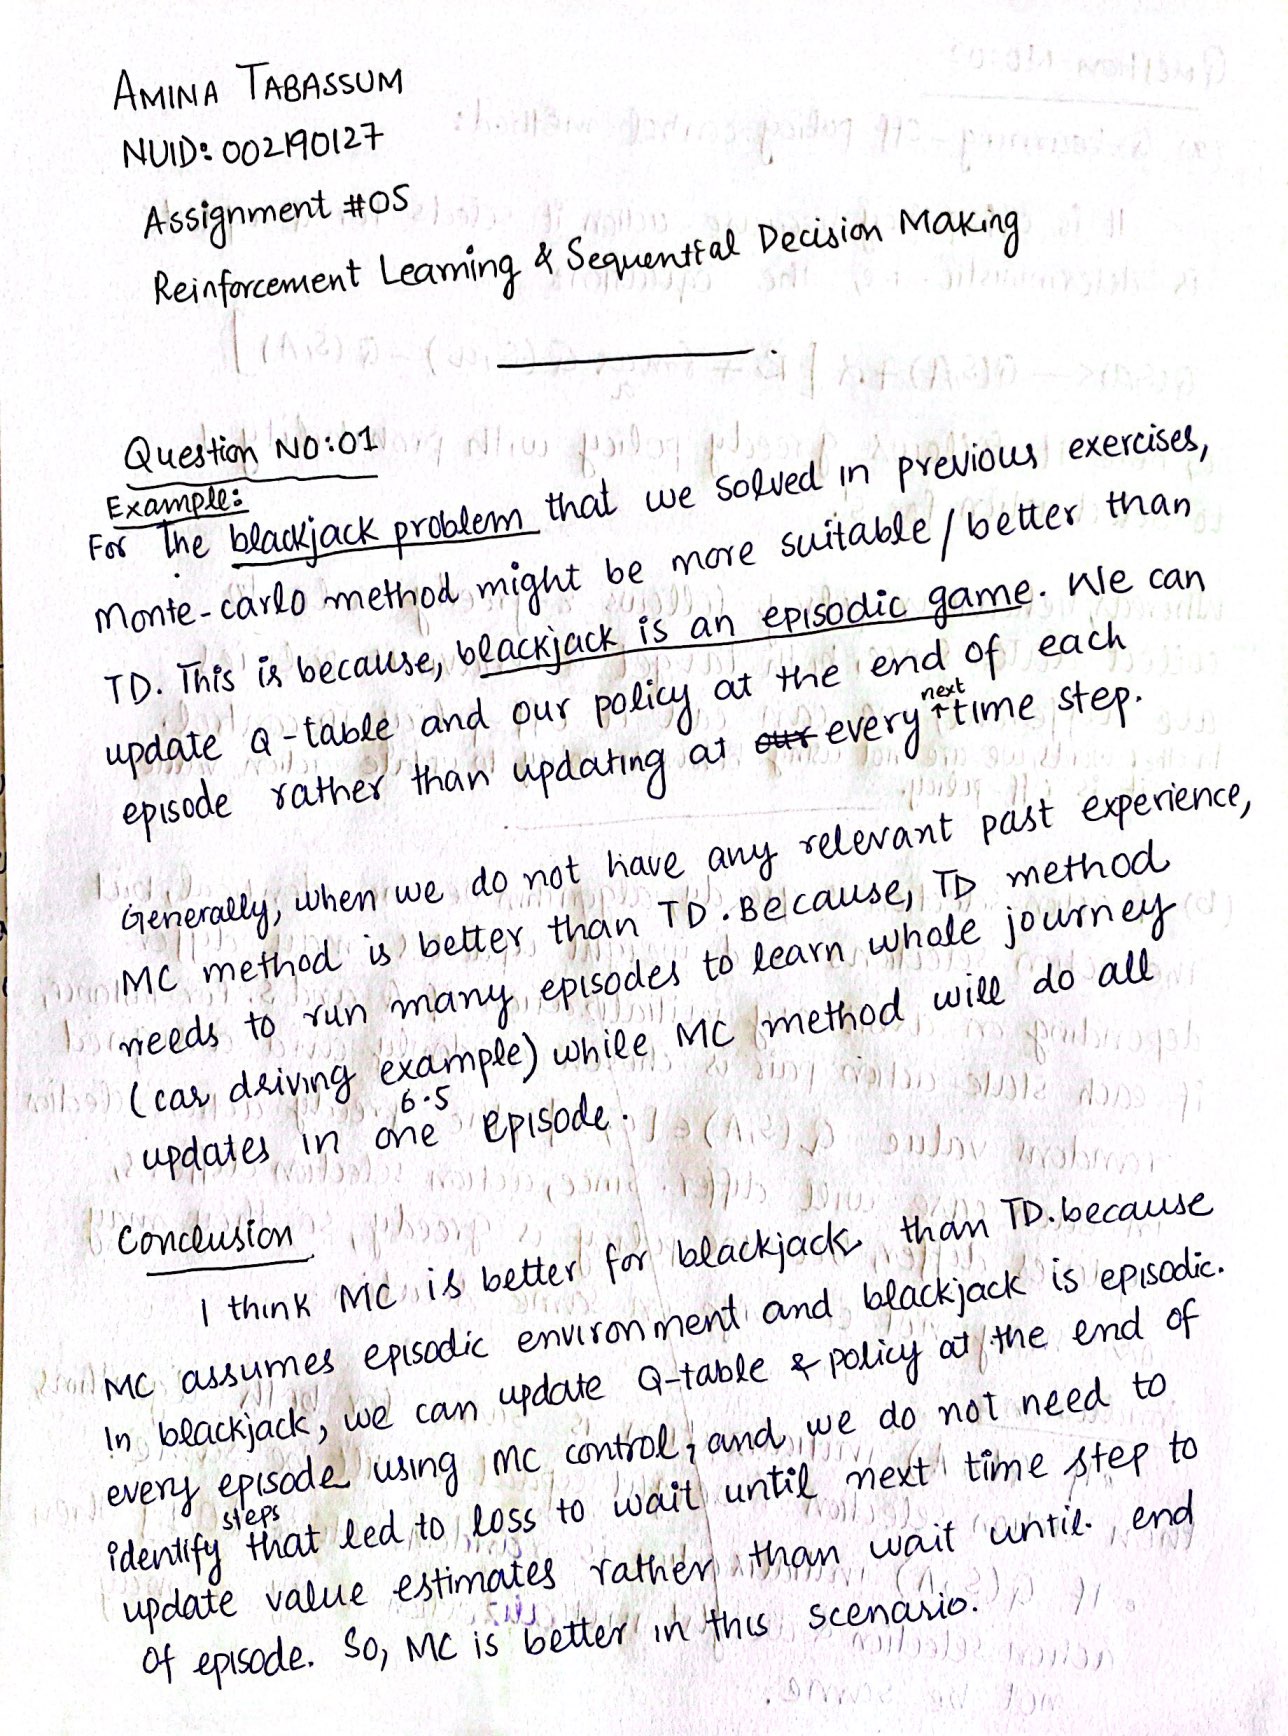 AMINA TABASSUM
NUID: 002190127
Assignment #05
Reinforcement Learning & Sequential Decision Making
Question NO:01
Example:
For The blackjack problem that we solved in previous exercises,
Monte-carlo method might be more suitable / better than
TD. This is because, blackjack is an episodic game. We can
update Q-table and our policy at the end of each
episode rather than updating at our every next time step.
Generally, when we do not have any relevant past experience,
MC method is better than TD. Because, TD method
needs to run many episodes to learn whole journey
(car driving example) while MC method will do all
6.5
updates in one episode.
Conclusion
I think MC is better for blackjack than TD. because
MC assumes episodic environment and blackjack is episodic.
In blackjack, we can update Q-table & policy at the end of
every episode using MC control, and we do not need to
identify steps that led to loss to wait until next time step to
update value estimates rather than wait until end
of episode. So, MC is better in this scenario.